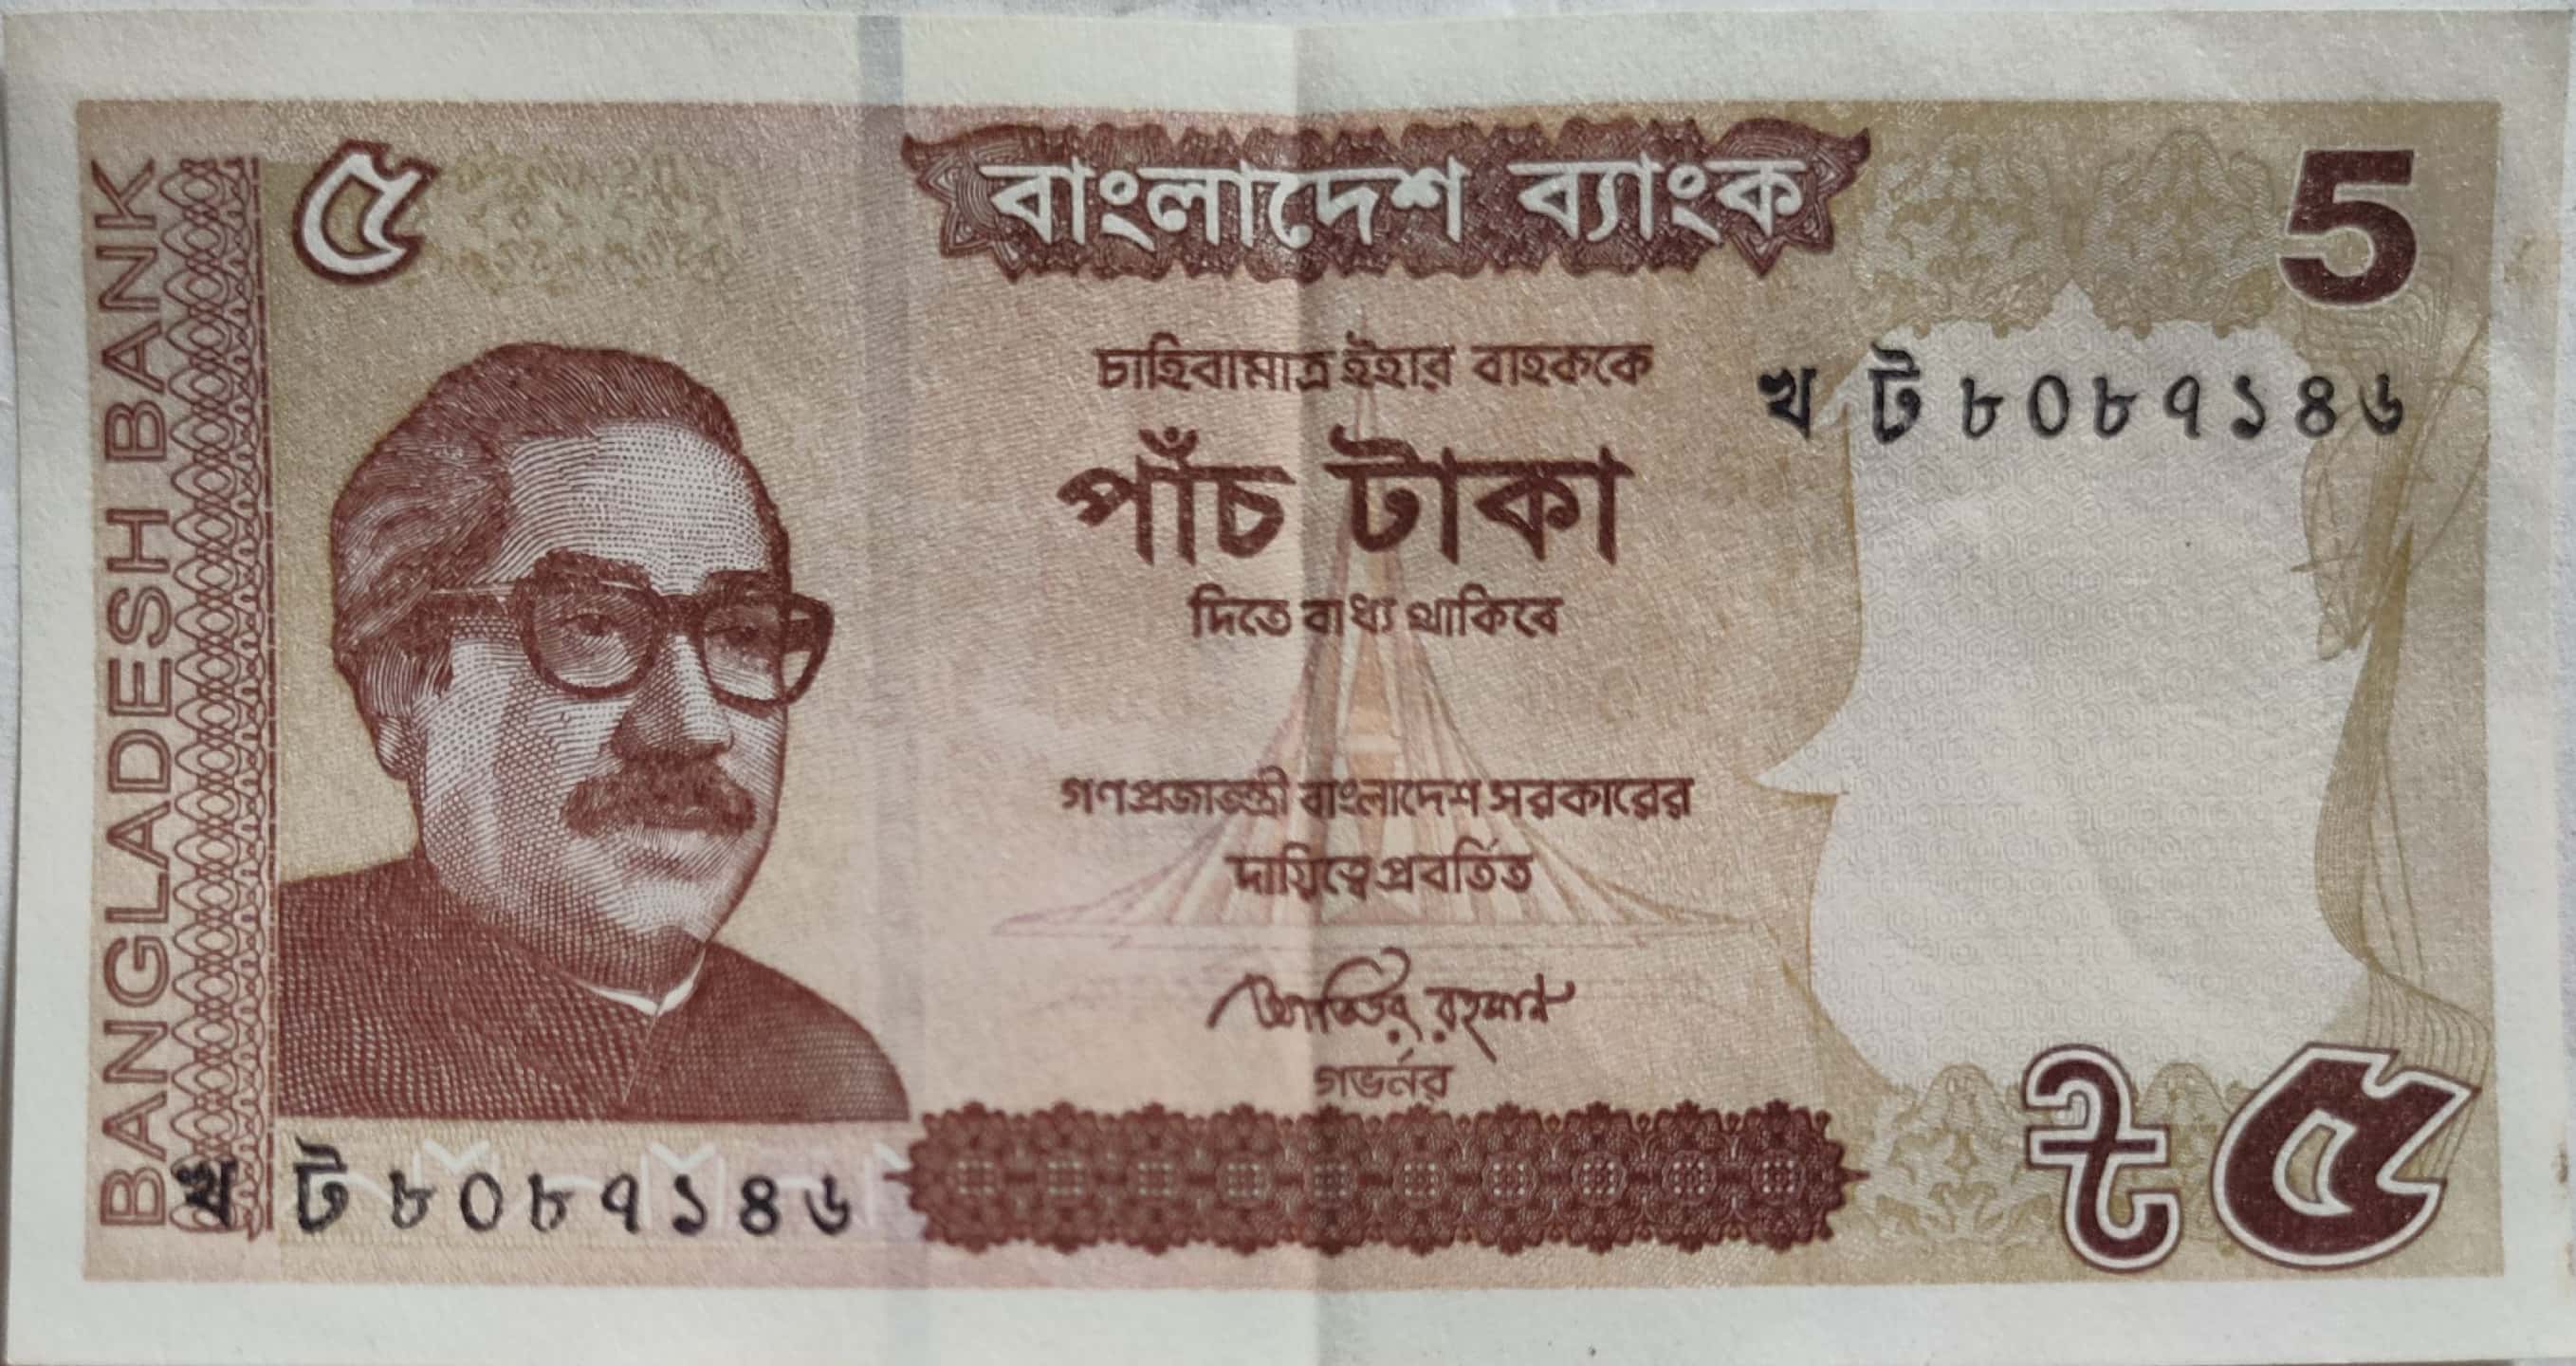 BANGLADESH BANK
৫
বাংলাদেশ ব্যাংক
5
চাহিবামাত্র ইহার বাহককে
খ ট ৮০৮৭১৪৬
পাঁচ টাকা
দিতে বাধ্য থাকিবে
গণপ্রজাতন্ত্রী বাংলাদেশ সরকারের
দায়িত্বে প্রবর্তিত
আতিউর রহমান
গভর্নর
খ ট ৮০৮৭১৪৬
৳ ৫